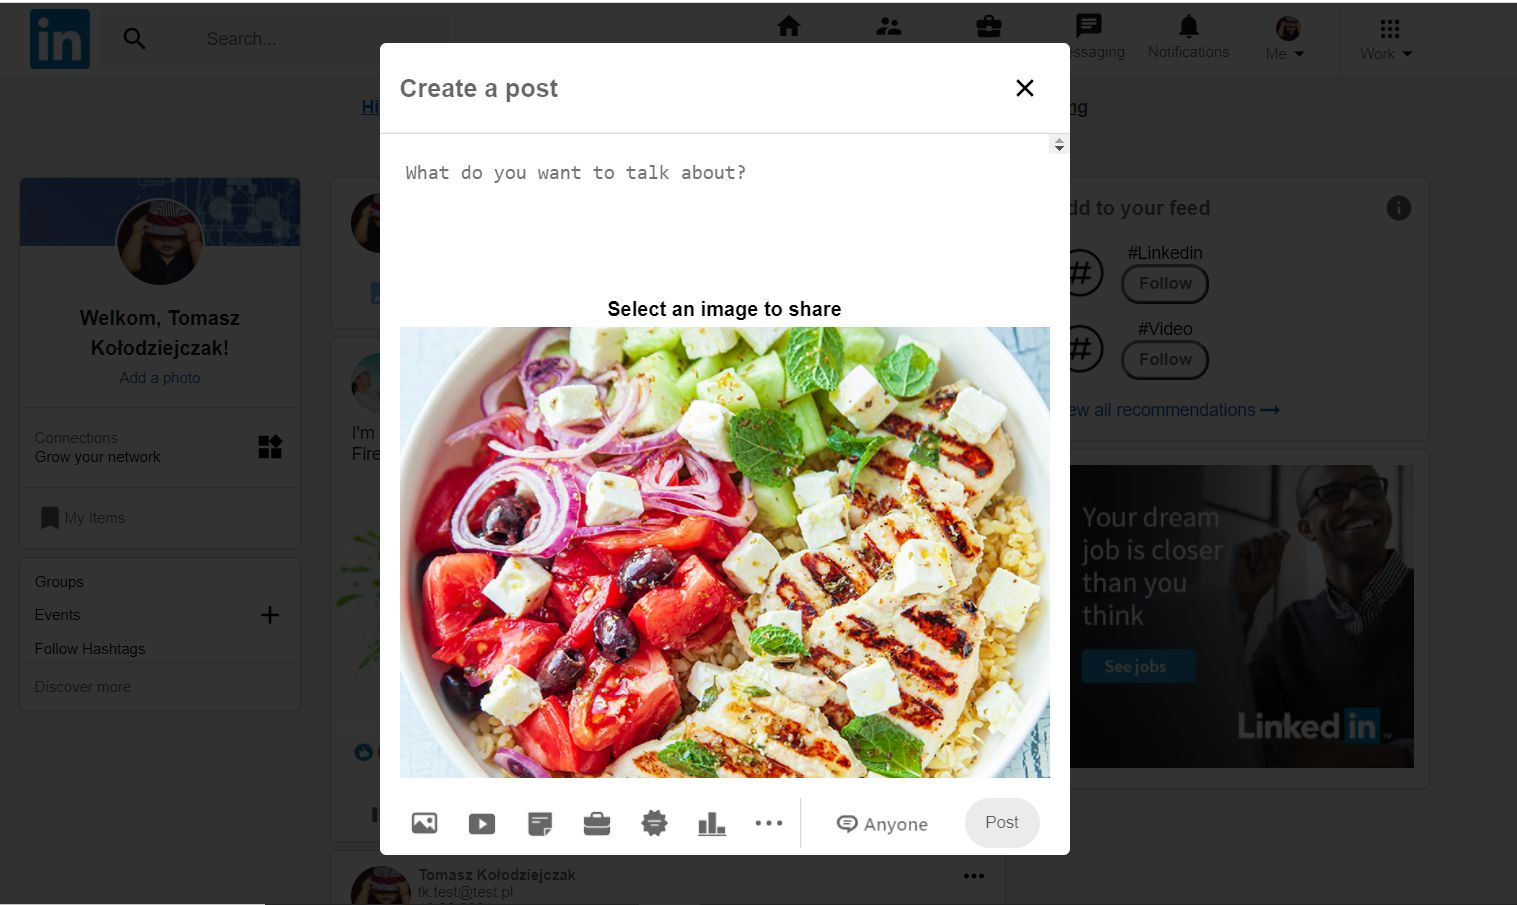 in
Search...
ssaging
Notifications
Me
Work
Create a post
Hi
ng
What do you want to talk about?
Select an image to share
Anyone
Post
Welkom, Tomasz
Kołodziejczak!
Add a photo
Connections
Grow your network
My Items
Groups
Events
Follow Hashtags
Discover more
I'm
Fire
Tomasz Kołodziejczak
tk.test@test.pl
dd to your feed
#Linkedin
Follow
#Video
Follow
ew all recommendations
Your dream
job is closer
than you
think
See jobs
Linked in